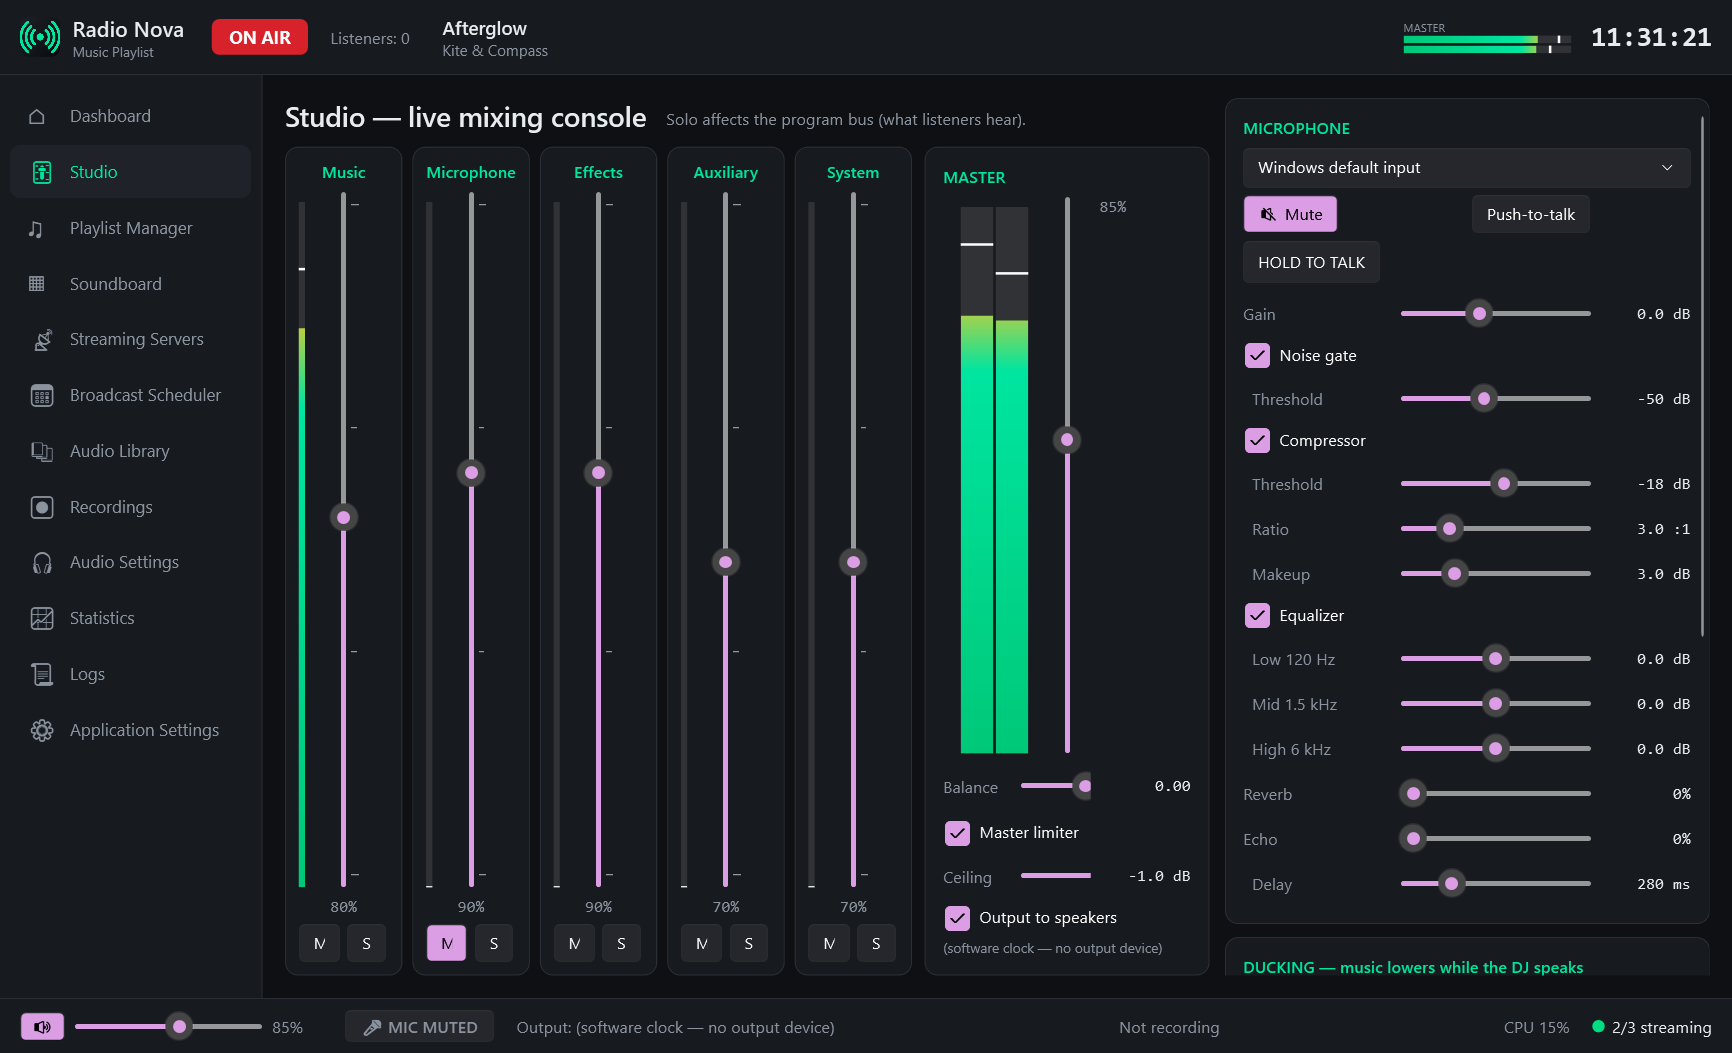 Radio Nova
Music Playlist
ON AIR
Listeners: 0
Afterglow
Kite & Compass
MASTER
11:31:21
Dashboard
Studio
Playlist Manager
Soundboard
Streaming Servers
Broadcast Scheduler
Audio Library
Recordings
Audio Settings
Statistics
Logs
Application Settings
Studio — live mixing console
Solo affects the program bus (what listeners hear).
Music
80%
M S
Microphone
90%
M S
Effects
90%
M S
Auxiliary
70%
M S
System
70%
M S
MASTER
85%
Balance 0.00
Master limiter
Ceiling -1.0 dB
Output to speakers
(software clock — no output device)
MICROPHONE
Windows default input
Mute
Push-to-talk
HOLD TO TALK
Gain 0.0 dB
Noise gate
Threshold -50 dB
Compressor
Threshold -18 dB
Ratio 3.0 :1
Makeup 3.0 dB
Equalizer
Low 120 Hz 0.0 dB
Mid 1.5 kHz 0.0 dB
High 6 kHz 0.0 dB
Reverb 0%
Echo 0%
Delay 280 ms
DUCKING — music lowers while the DJ speaks
85%
MIC MUTED
Output: (software clock — no output device)
Not recording
CPU 15%
2/3 streaming